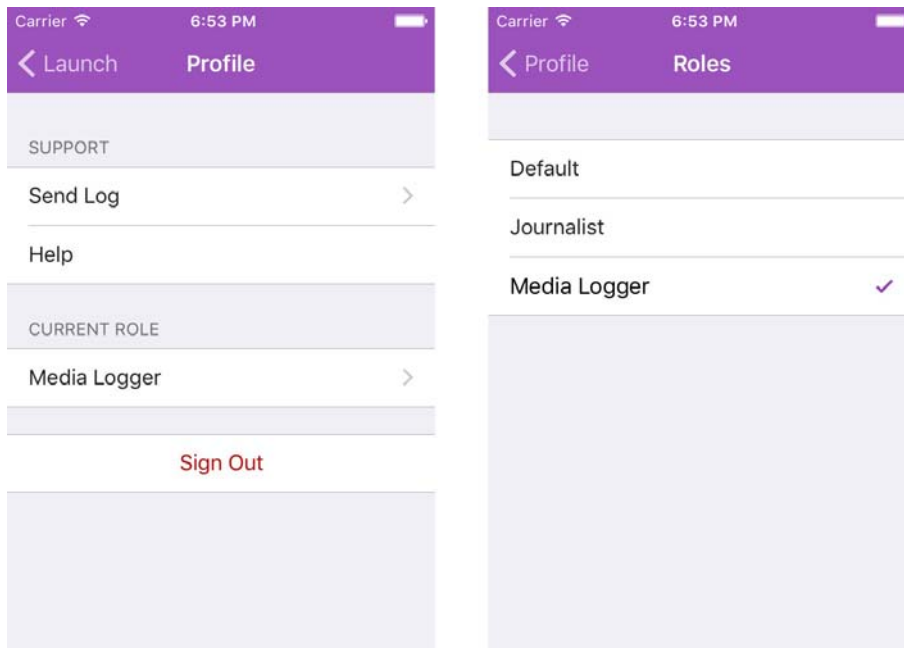 Carrier 6:53 PM
Launch Profile
SUPPORT
Send Log
Help
CURRENT ROLE
Media Logger
Sign Out
Carrier 6:53 PM
Profile Roles
Default
Journalist
Media Logger